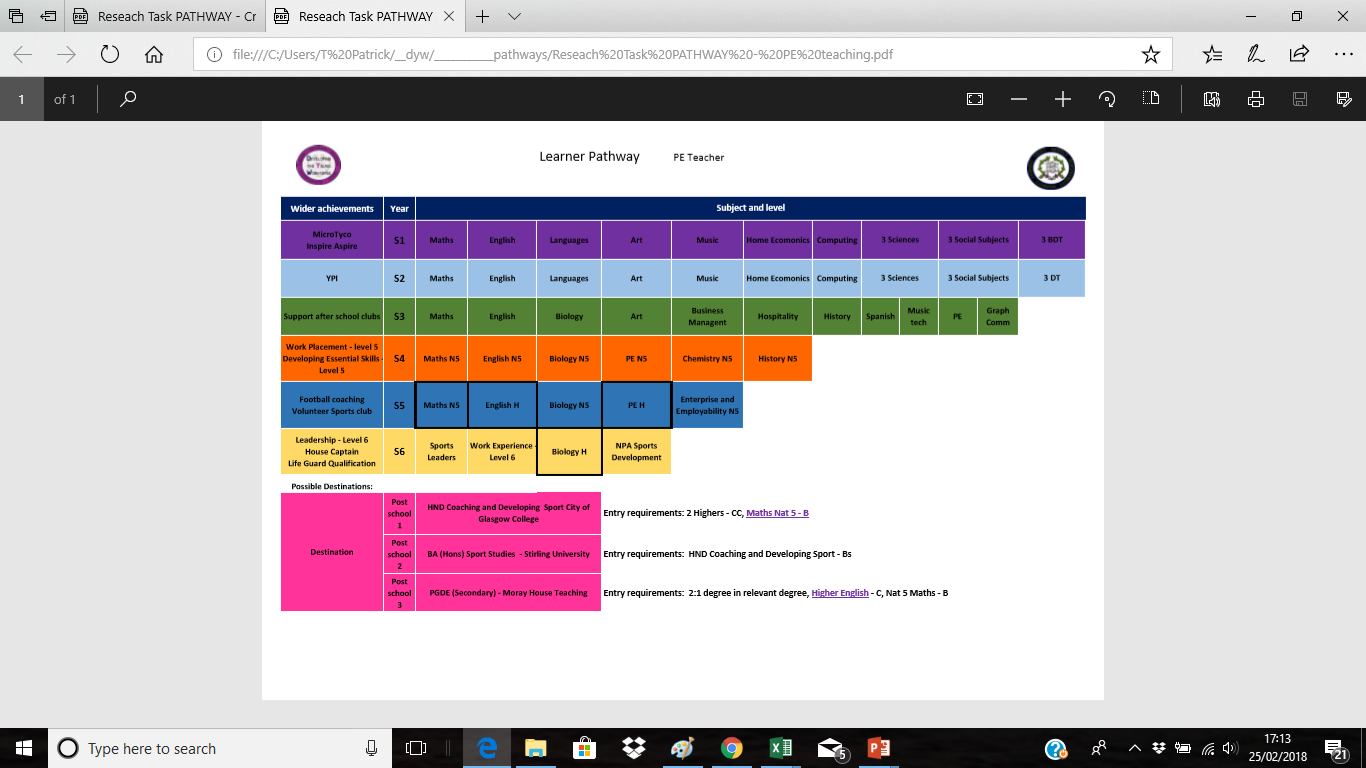 Reseach Task PATHWAY - Cr
Reseach Task PATHWAY
file:///C:/Users/T%20Patrick/__dyw/_________pathways/Reseach%20Task%20PATHWAY%20-%20PE%20teaching.pdf
1 of 1
Learner Pathway PE Teacher
Wider achievements Year Subject and level
MicroTyco
Inspire Aspire
S1 Maths English Languages Art Music Home Ecomonics Computing 3 Sciences 3 Social Subjects 3 BDT
YPI S2 Maths English Languages Art Music Home Ecomonics Computing 3 Sciences 3 Social Subjects 3 DT
Support after school clubs S3 Maths English Biology Art
Business
Managent
Hospitality History Spanish
Music
tech
PE
Graph
Comm
Work Placement - level 5
Developing Essential Skills -
Level 5
S4 Maths N5 English N5 Biology N5 PE N5 Chemistry N5 History N5
Football coaching
Volunteer Sports club
S5 Maths N5 English H Biology N5 PE H
Enterprise and
Employability N5
Leadership - Level 6
House Captain
Life Guard Qualification
S6
Sports
Leaders
Work Experience -
Level 6
Biology H
NPA Sports
Development
Possible Destinations:
Destination
Post
school
1
HND Coaching and Developing Sport City of
Glasgow College
Entry requirements: 2 Highers - CC, Maths Nat 5 - B
Post
school
2
BA (Hons) Sport Studies - Stirling University
Entry requirements: HND Coaching and Developing Sport - Bs
Post
school
3
PGDE (Secondary) - Moray House Teaching
Entry requirements: 2:1 degree in relevant degree, Higher English - C, Nat 5 Maths - B
Type here to search
5
17:13
25/02/2018
21